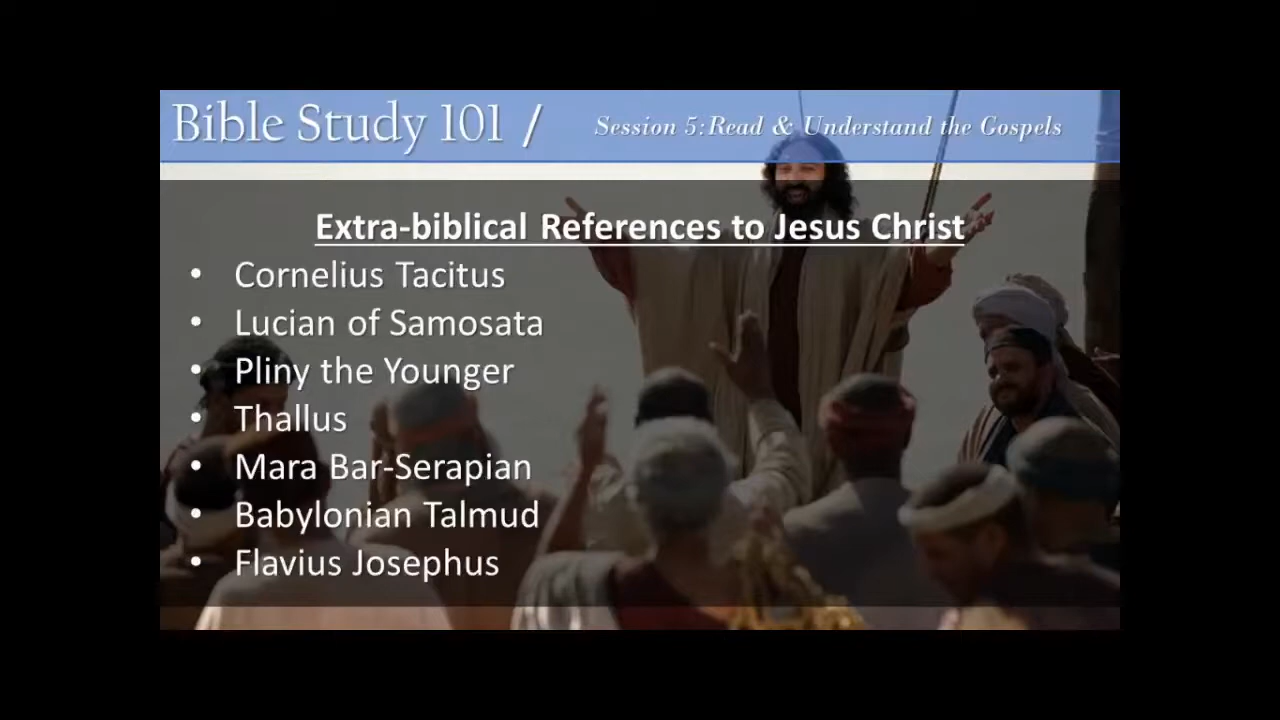 Bible Study 101 / Session 5: Read & Understand the Gospels
Extra-biblical References to Jesus Christ
• Cornelius Tacitus
• Lucian of Samosata
• Pliny the Younger
• Thallus
• Mara Bar-Serapian
• Babylonian Talmud
• Flavius Josephus